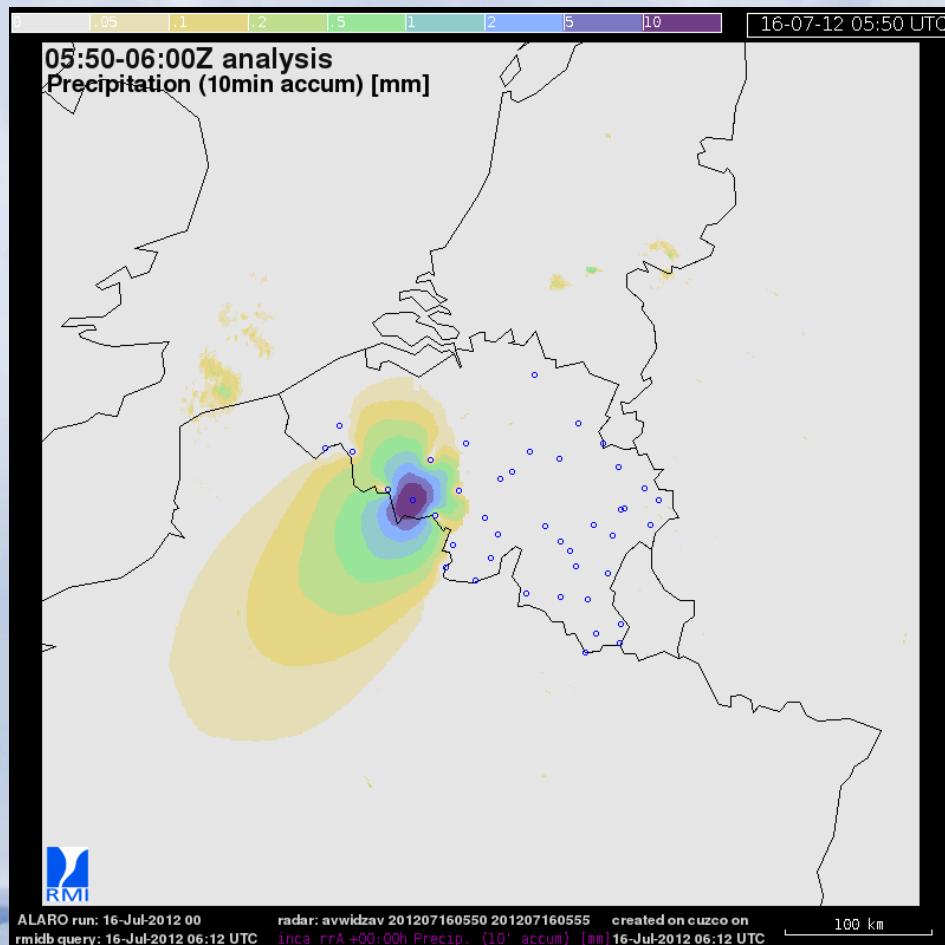 0 .05 .1 .2 .5 1 2 5 10 16-07-12 05:50 UTC
05:50-06:00Z analysis
Precipitation (10min accum) [mm]
RMI
ALARO run: 16-Jul-2012 00 radar: avwidzav 201207160550 201207160555 created on cuzco on 100 km
rmidb query: 16-Jul-2012 06:12 UTC inca rrA +00:00h Precip. (10' accum) [mm] 16-Jul-2012 06:12 UTC